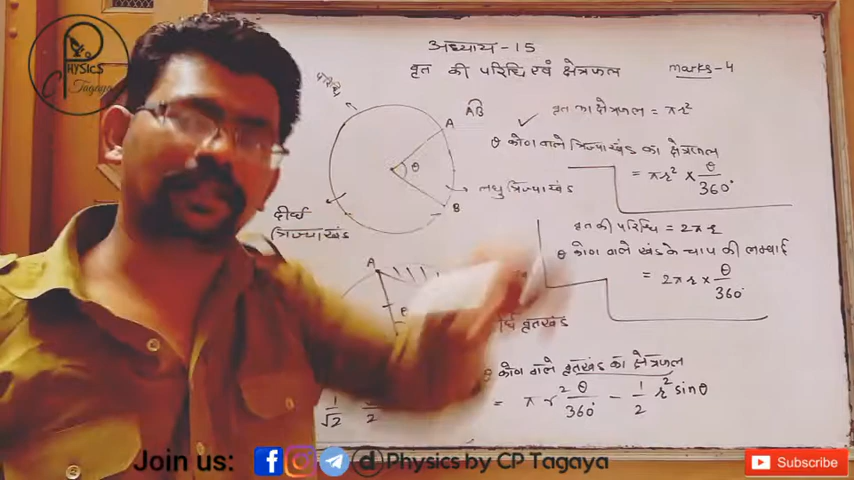 PHYSICS
Tagaya
अध्याय-15
वृत की परिधि एवं क्षेत्रफल
marks-4
A
B
θ
AB
वृत का क्षेत्रफल = πr²
θ कोण वाले त्रिज्याखंड का क्षेत्रफल
= πr² × θ/360°
लघु त्रिज्याखंड
दीर्घ
त्रिज्याखंड
वृत की परिधि = 2πr
θ कोण वाले खंड के चाप की लम्बाई
= 2πr × θ/360°
A
वृतखंड
θ कोण वाले वृतखंड का क्षेत्रफल
= πr² θ/360° - 1/2 r² sinθ
1/√2
2
Join us:
Physics by CP Tagaya
Subscribe